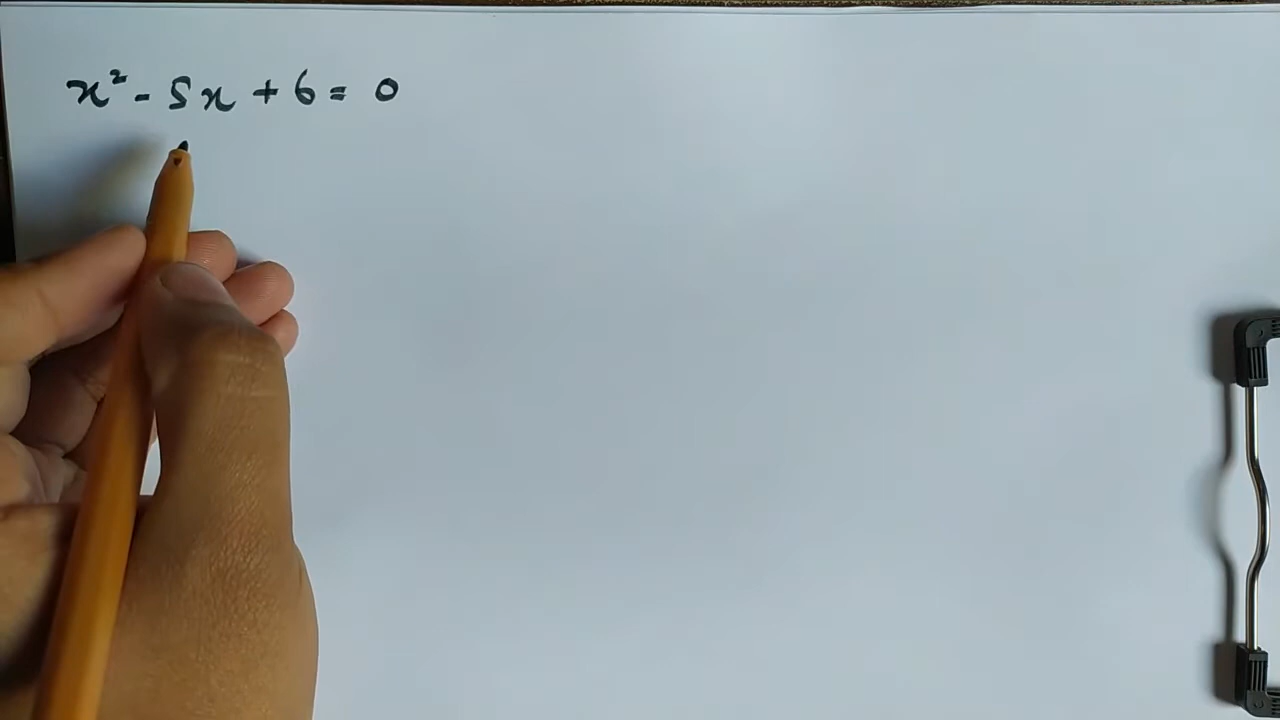 x² - 5x + 6 = 0